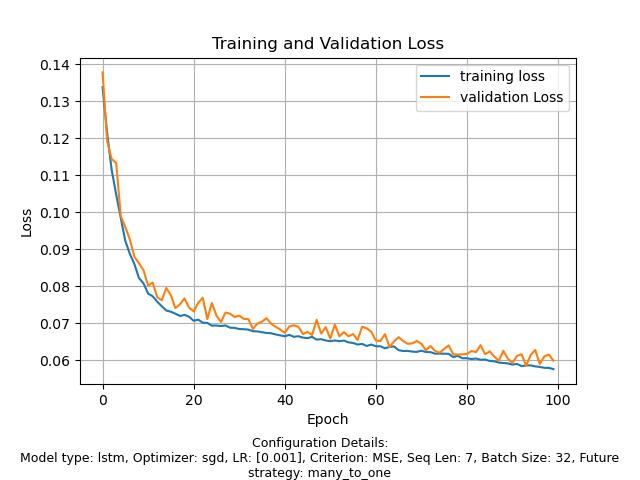 Training and Validation Loss
training loss
validation Loss
0.14
0.13
0.12
0.11
0.10
0.09
0.08
0.07
0.06
Loss
0 20 40 60 80 100
Epoch
Configuration Details:
Model type: lstm, Optimizer: sgd, LR: [0.001], Criterion: MSE, Seq Len: 7, Batch Size: 32, Future
strategy: many_to_one